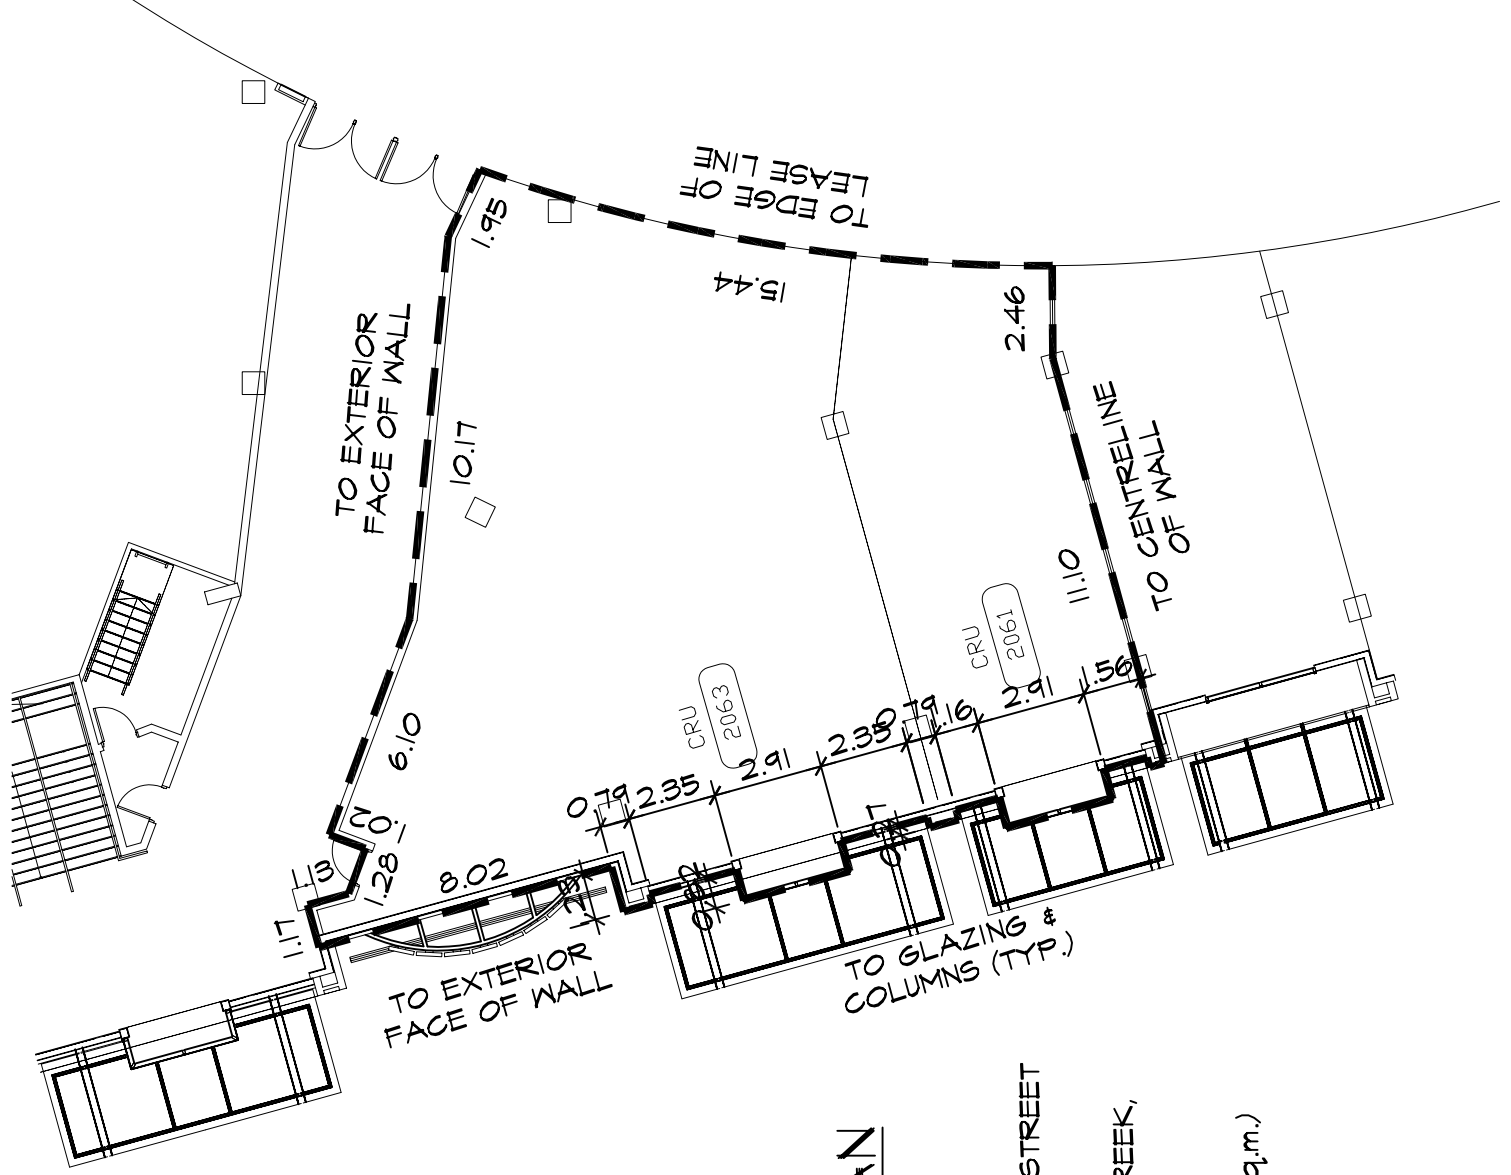 TO EDGE OF
LEASE LINE
1.95
15.44
2.46
TO EXTERIOR
FACE OF WALL
10.17
TO CENTRELINE
OF WALL
11.10
CRU
2061
CRU
2063
6.10
0.79
2.35
2.91
2.35
0.79
1.16
2.91
1.56
1.13
1.28
8.02
1.17
TO EXTERIOR
FACE OF WALL
TO GLAZING &
COLUMNS (TYP.)
STREET
REEK,
q.m.)
AN